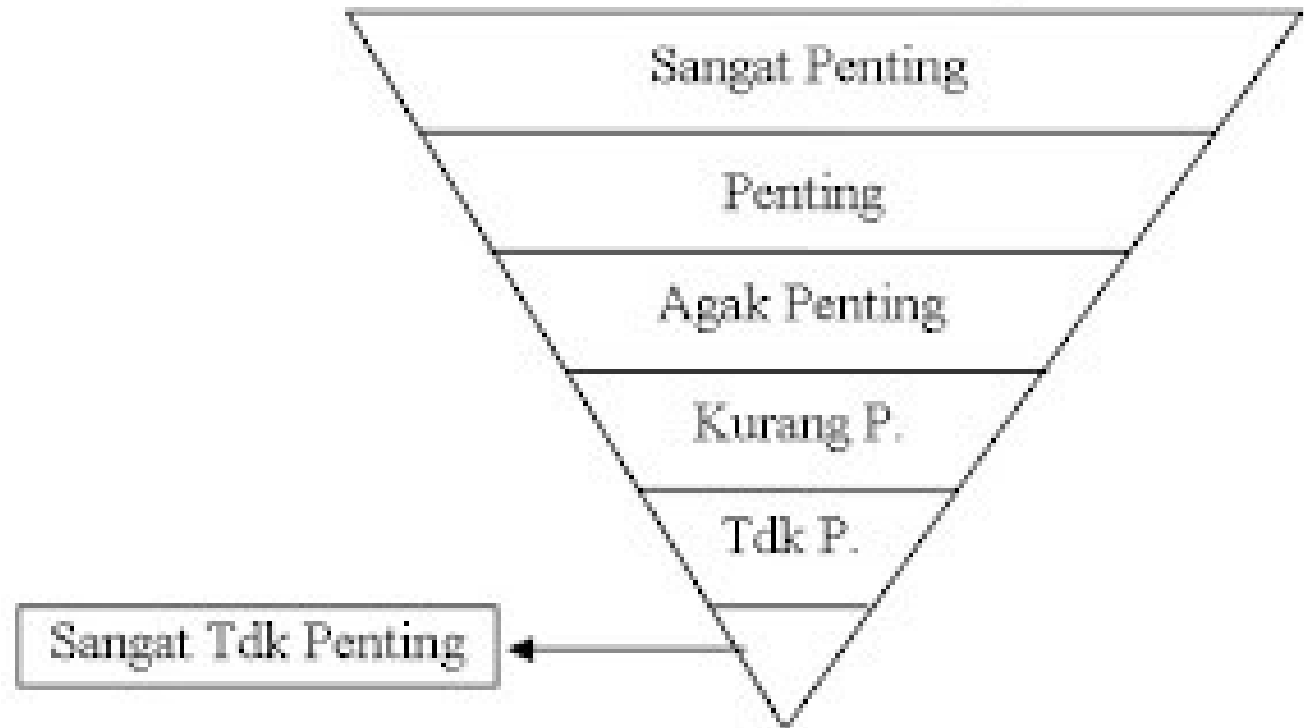 Sangat Penting
Penting
Agak Penting
Kurang P.
Tdk P.
Sangat Tdk Penting